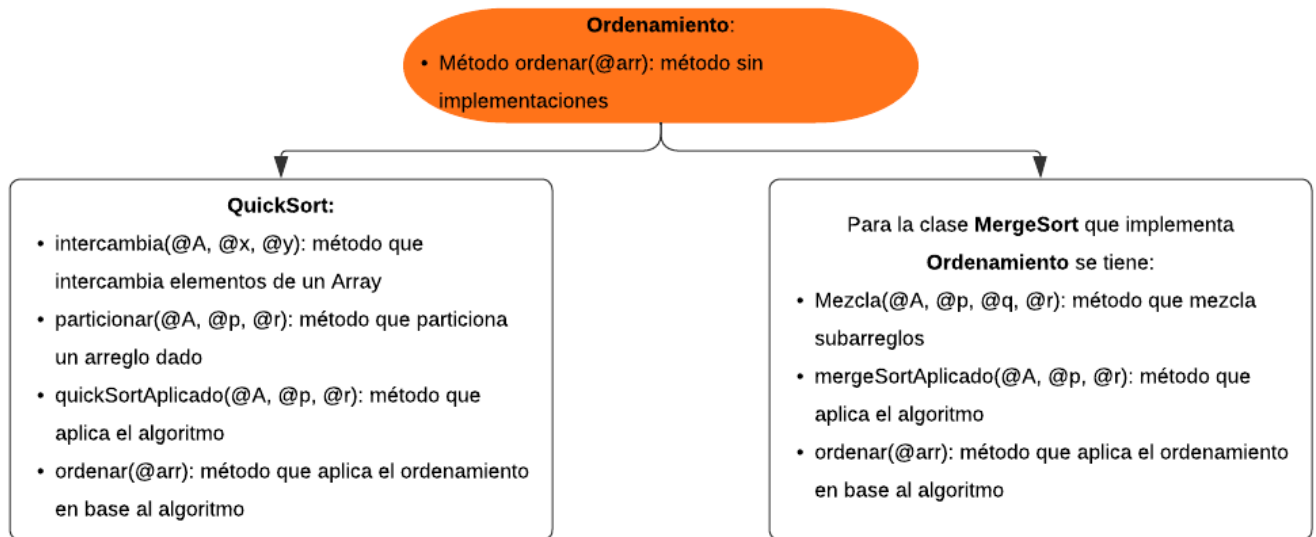 Ordenamiento:
• Método ordenar(@arr): método sin
implementaciones
QuickSort:
• intercambia(@A, @x, @y): método que
intercambia elementos de un Array
• particionar(@A, @p, @r): método que particiona
un arreglo dado
• quickSortAplicado(@A, @p, @r): método que
aplica el algoritmo
• ordenar(@arr): método que aplica el ordenamiento
en base al algoritmo
Para la clase MergeSort que implementa
Ordenamiento se tiene:
• Mezcla(@A, @p, @q, @r): método que mezcla
subarreglos
• mergeSortAplicado(@A, @p, @r): método que
aplica el algoritmo
• ordenar(@arr): método que aplica el ordenamiento
en base al algoritmo